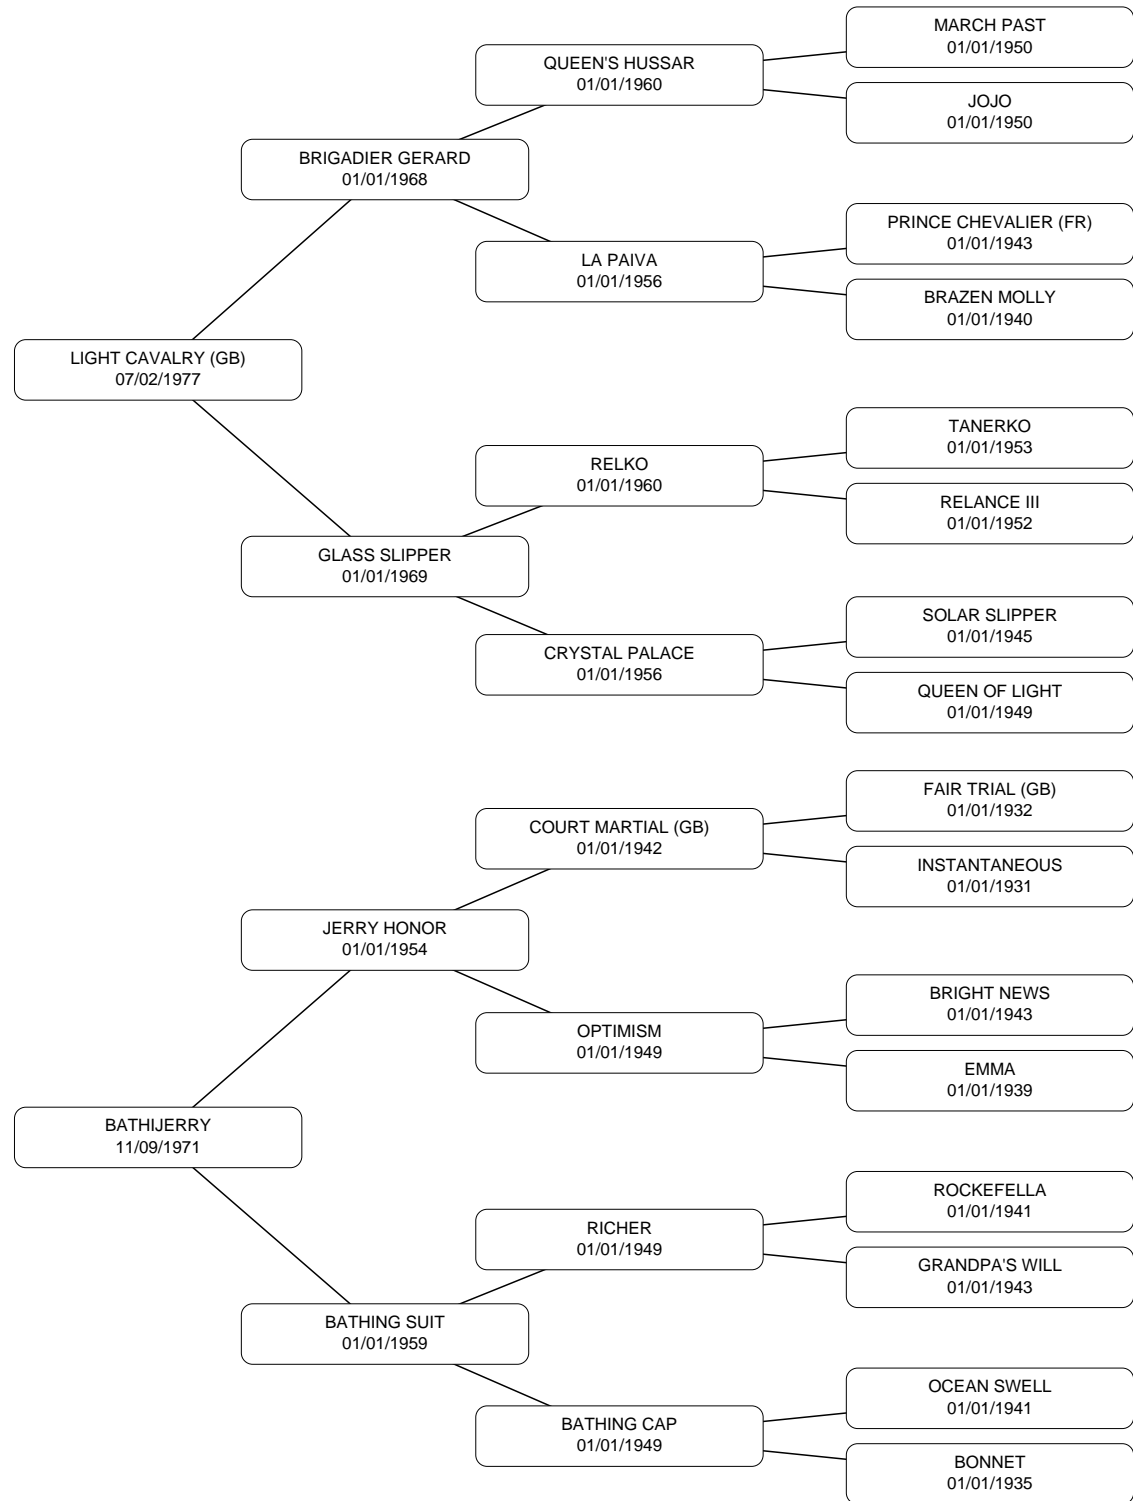 MARCH PAST
01/01/1950
QUEEN'S HUSSAR
01/01/1960
JOJO
01/01/1950
BRIGADIER GERARD
01/01/1968
PRINCE CHEVALIER (FR)
01/01/1943
LA PAIVA
01/01/1956
BRAZEN MOLLY
01/01/1940
LIGHT CAVALRY (GB)
07/02/1977
TANERKO
01/01/1953
RELKO
01/01/1960
RELANCE III
01/01/1952
GLASS SLIPPER
01/01/1969
SOLAR SLIPPER
01/01/1945
CRYSTAL PALACE
01/01/1956
QUEEN OF LIGHT
01/01/1949
FAIR TRIAL (GB)
01/01/1932
COURT MARTIAL (GB)
01/01/1942
INSTANTANEOUS
01/01/1931
JERRY HONOR
01/01/1954
BRIGHT NEWS
01/01/1943
OPTIMISM
01/01/1949
EMMA
01/01/1939
BATHIJERRY
11/09/1971
ROCKEFELLA
01/01/1941
RICHER
01/01/1949
GRANDPA'S WILL
01/01/1943
BATHING SUIT
01/01/1959
OCEAN SWELL
01/01/1941
BATHING CAP
01/01/1949
BONNET
01/01/1935